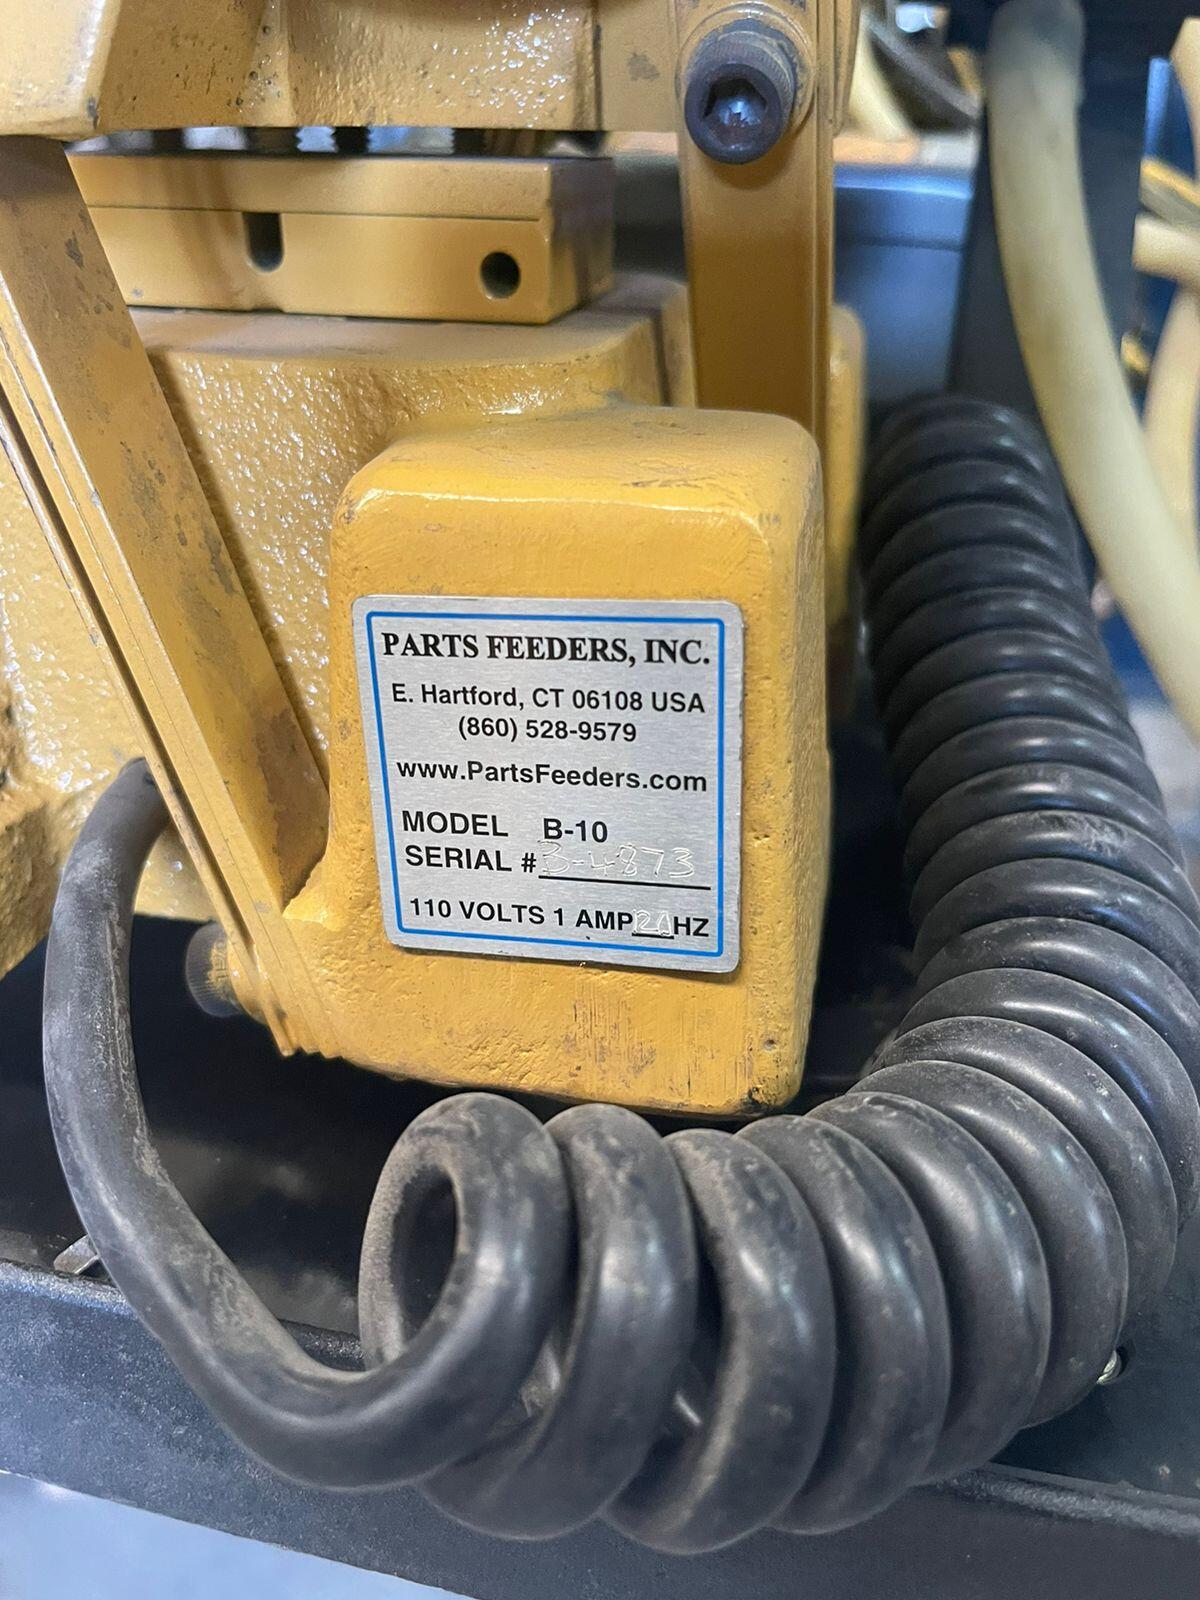 PARTS FEEDERS, INC.
E. Hartford, CT 06108 USA
(860) 528-9579
www.PartsFeeders.com
MODEL B-10
SERIAL # B-4873
110 VOLTS 1 AMP 120 HZ